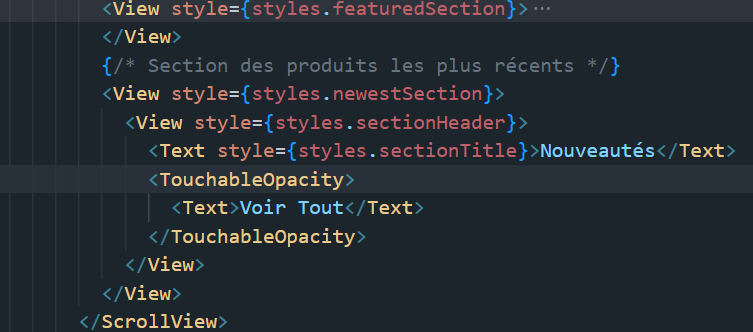 <View style={styles.featuredSection}>···
</View>
{/* Section des produits les plus récents */}
<View style={styles.newestSection}>
<View style={styles.sectionHeader}>
<Text style={styles.sectionTitle}>Nouveautés</Text>
<TouchableOpacity>
<Text>Voir Tout</Text>
</TouchableOpacity>
</View>
</View>
</ScrollView>